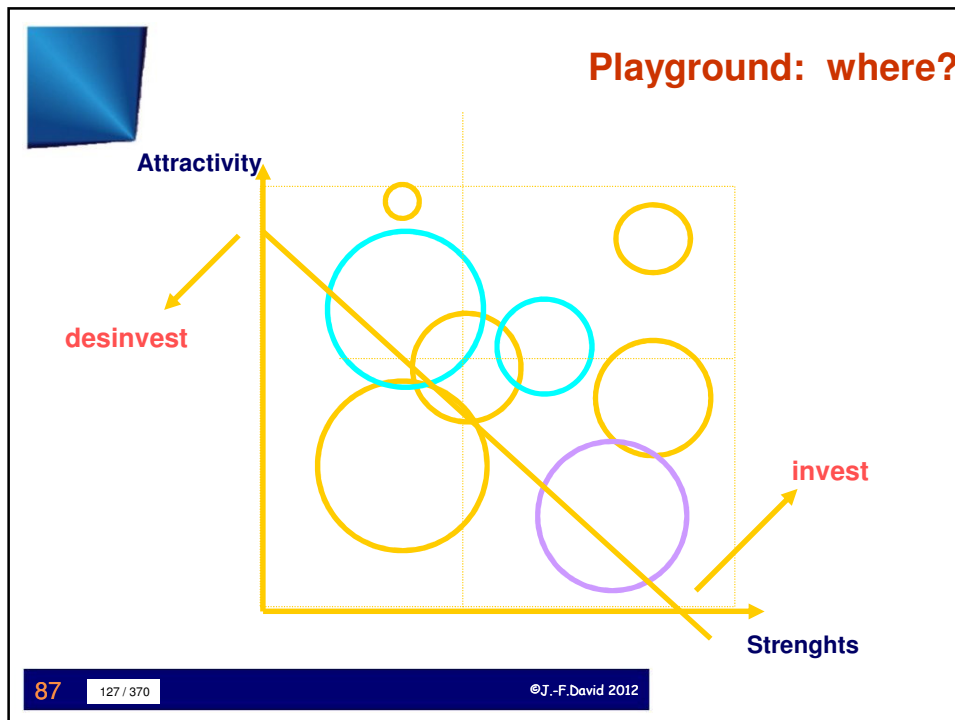 Playground: where?
Attractivity
desinvest
invest
Strenghts
87
127 / 370
©J.-F.David 2012